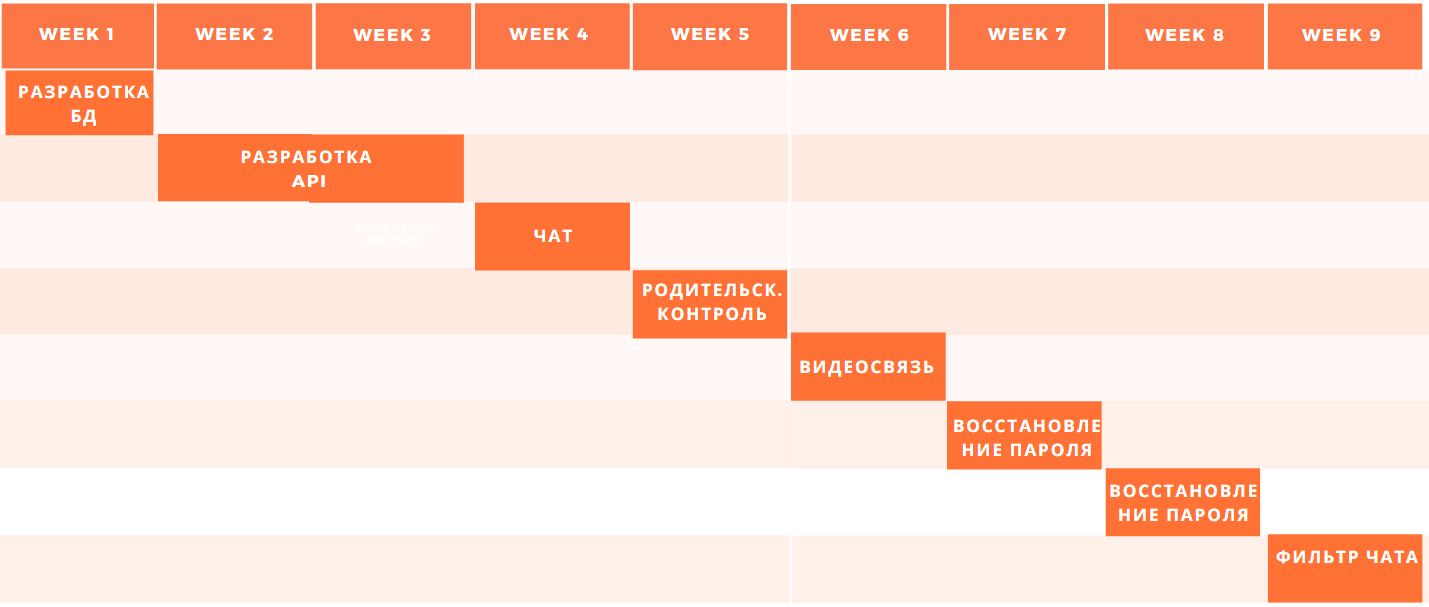 WEEK 1
WEEK 2
WEEK 3
WEEK 4
WEEK 5
WEEK 6
WEEK 7
WEEK 8
WEEK 9
РАЗРАБОТКА
БД
РАЗРАБОТКА
API
ЧАТ
РОДИТЕЛЬСК.
КОНТРОЛЬ
ВИДЕОСВЯЗЬ
ВОССТАНОВЛЕ
НИЕ ПАРОЛЯ
ВОССТАНОВЛЕ
НИЕ ПАРОЛЯ
ФИЛЬТР ЧАТА